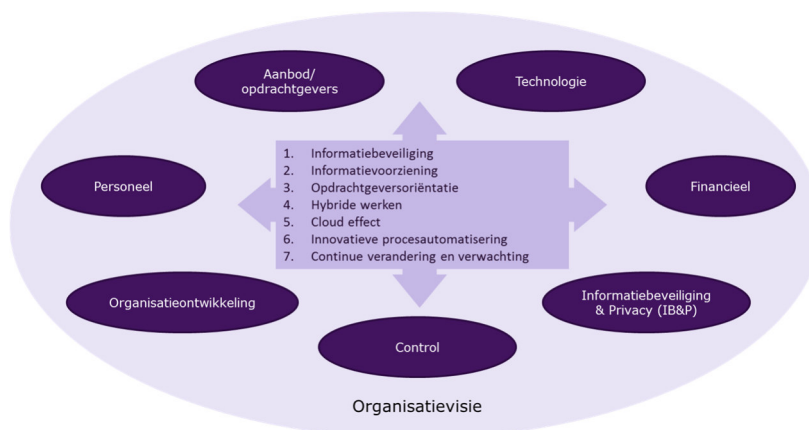 Aanbod/
opdrachtgevers
Technologie
1. Informatiebeveiliging
2. Informatievoorziening
3. Opdrachtgeversoriëntatie
4. Hybride werken
5. Cloud effect
6. Innovatieve procesautomatisering
7. Continue verandering en verwachting
Personeel
Financieel
Organisatieontwikkeling
Informatiebeveiliging
& Privacy (IB&P)
Control
Organisatievisie